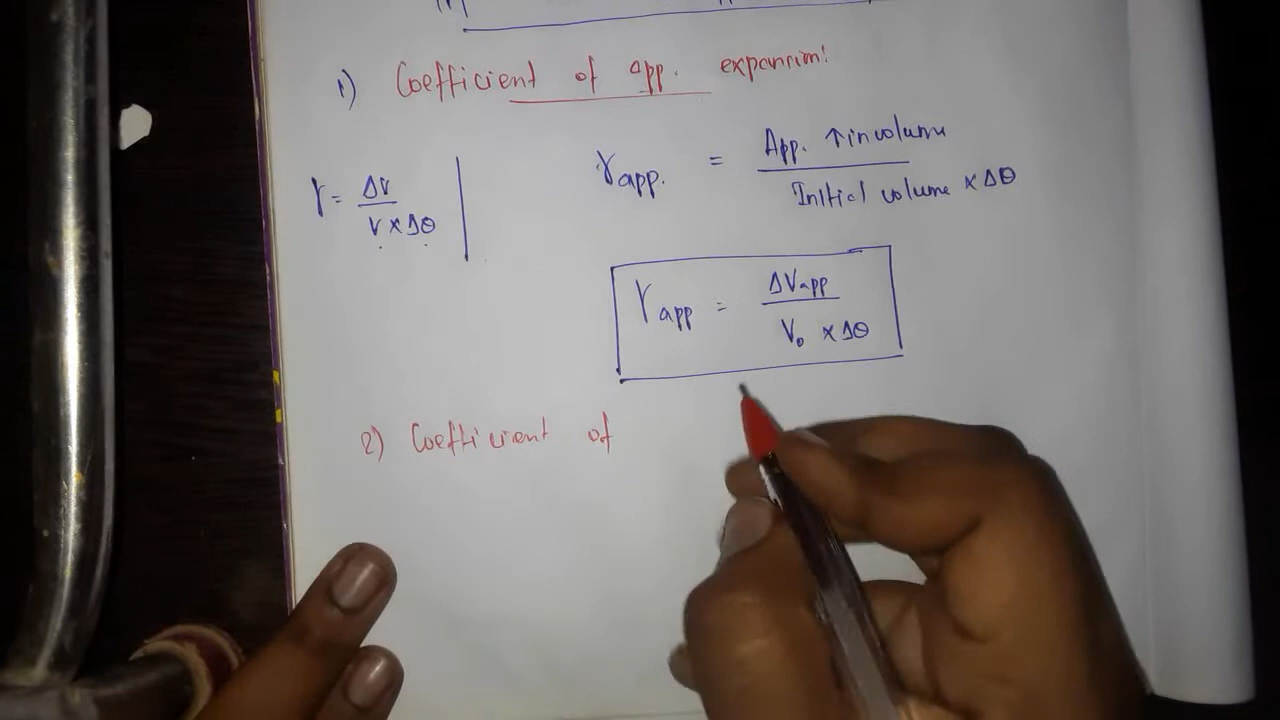 1) Coefficient of app. expansion:
γapp. = App. ↑ in volume / Initial volume × Δθ
γ = ΔV / V × Δθ
γapp = ΔVapp / V₀ × Δθ
2) Coefficient of